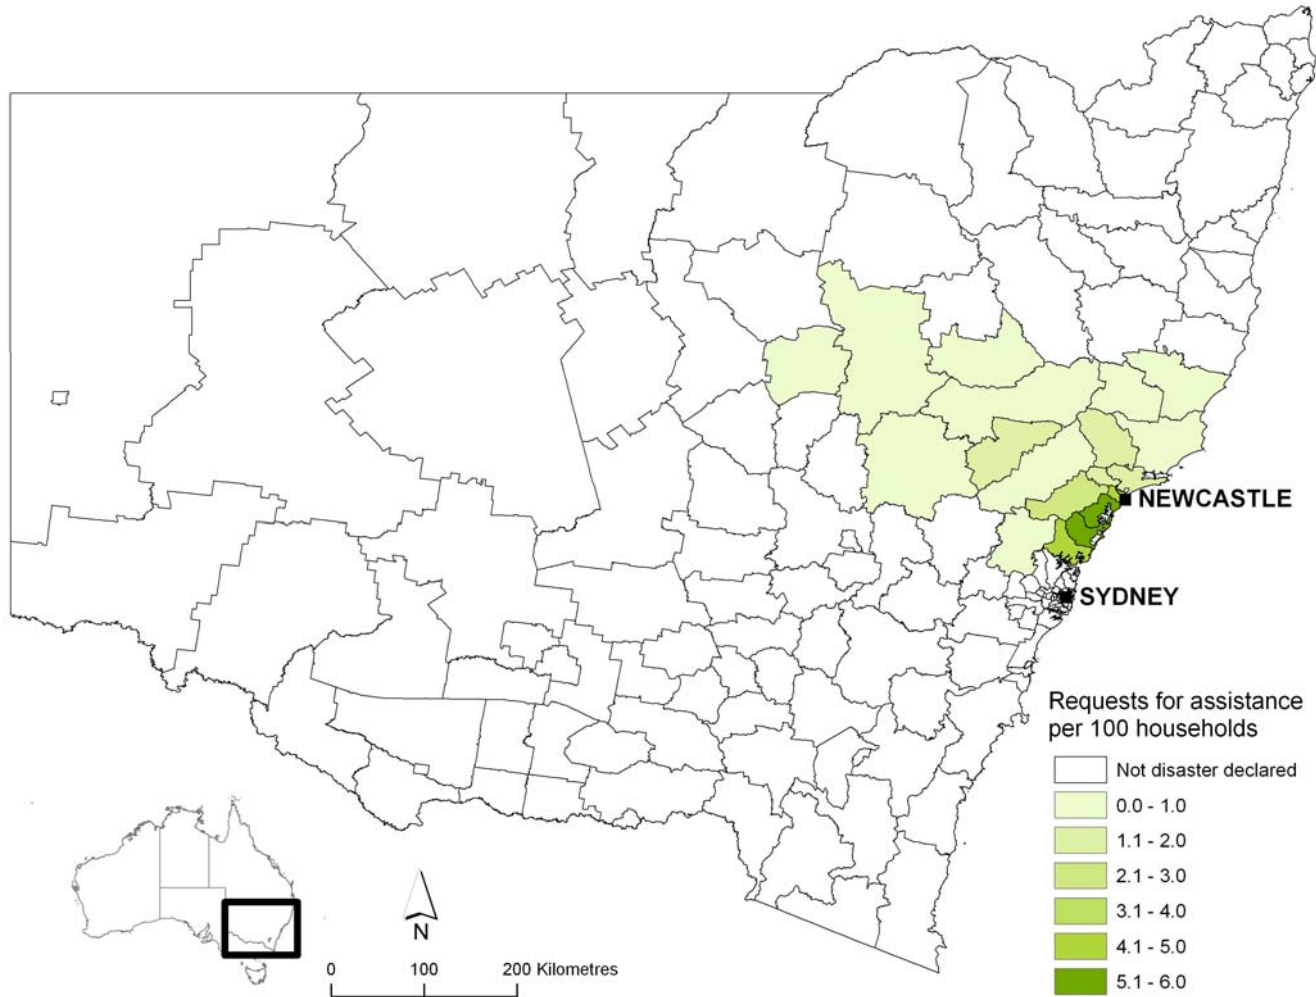 NEWCASTLE
SYDNEY
Requests for assistance
per 100 households
Not disaster declared
0.0 - 1.0
1.1 - 2.0
2.1 - 3.0
3.1 - 4.0
4.1 - 5.0
5.1 - 6.0
N
0 100 200 Kilometres